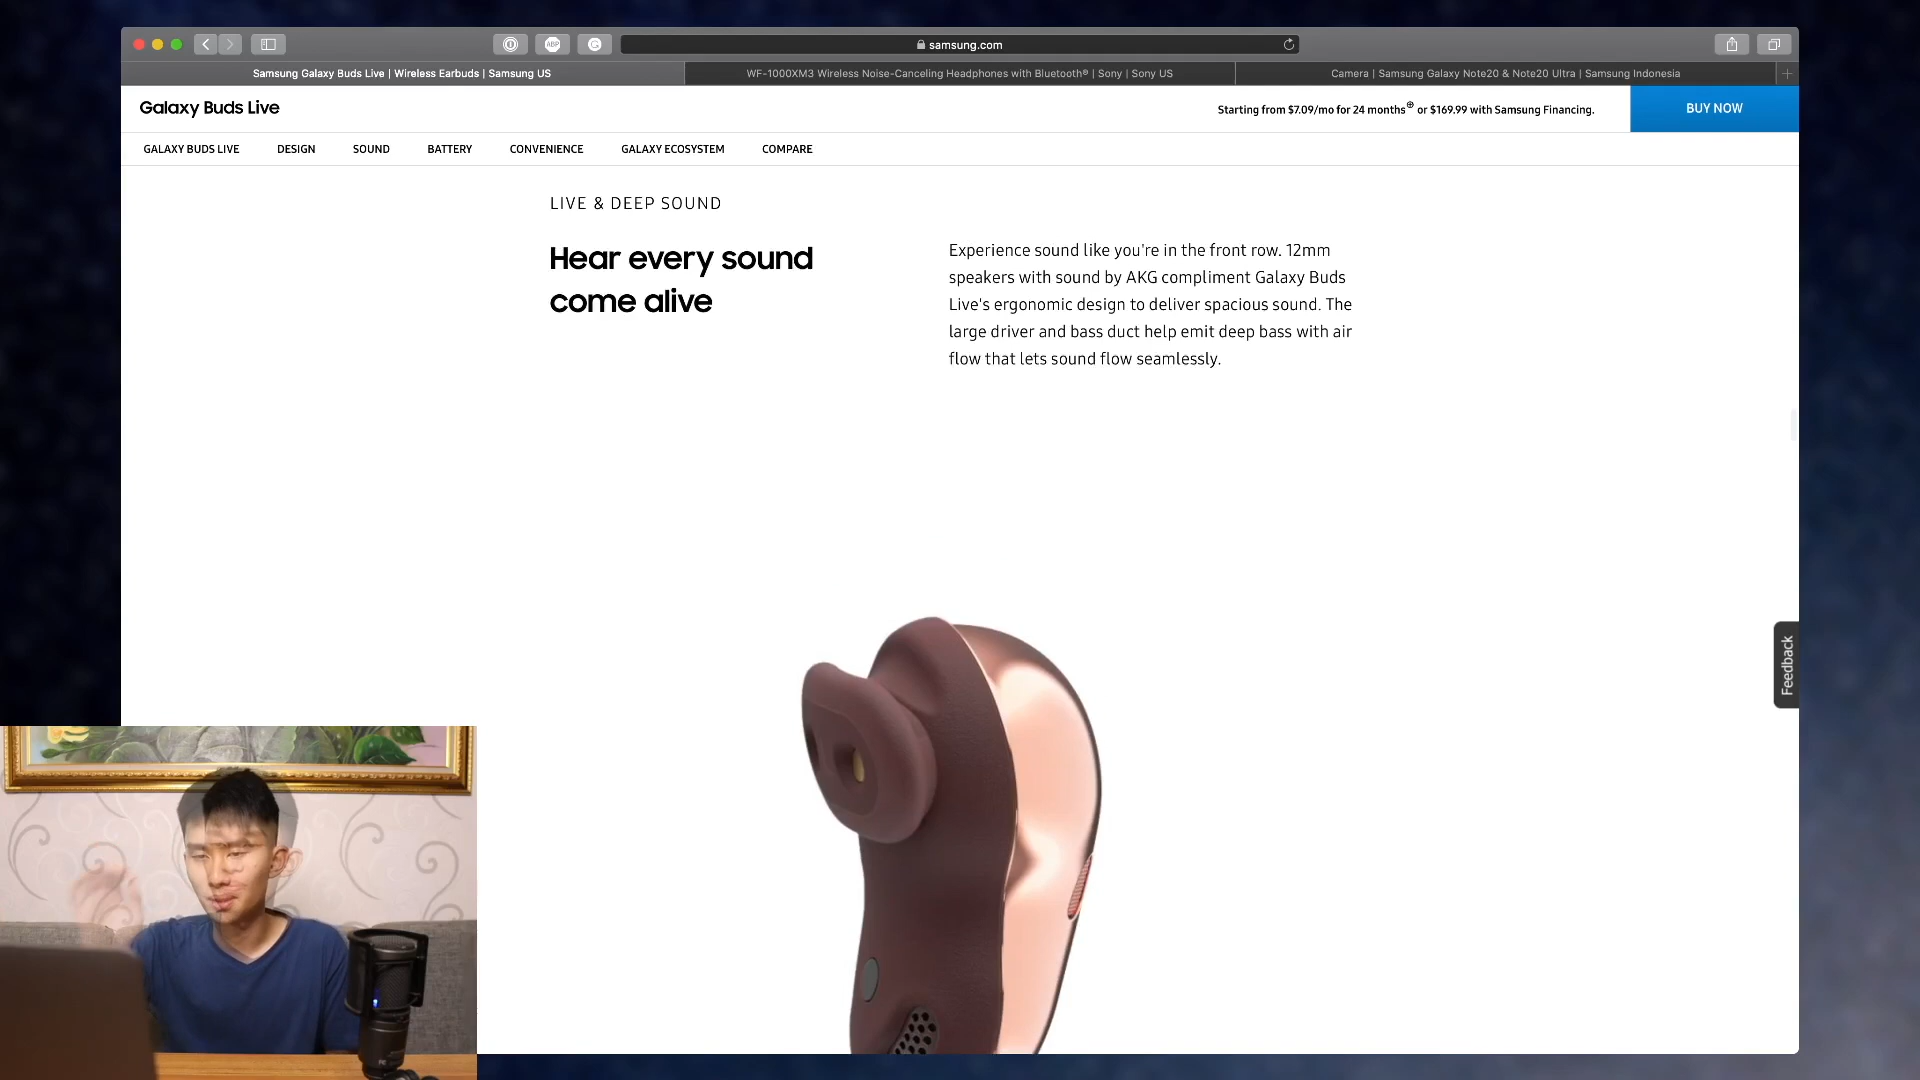 ABP
samsung.com
Samsung Galaxy Buds Live | Wireless Earbuds | Samsung US
WF-1000XM3 Wireless Noise-Canceling Headphones with Bluetooth® | Sony | Sony US
Camera | Samsung Galaxy Note20 & Note20 Ultra | Samsung Indonesia
Galaxy Buds Live
Starting from $7.09/mo for 24 months⊕ or $169.99 with Samsung Financing.
BUY NOW
GALAXY BUDS LIVE
DESIGN
SOUND
BATTERY
CONVENIENCE
GALAXY ECOSYSTEM
COMPARE
LIVE & DEEP SOUND
Hear every sound
come alive
Experience sound like you're in the front row. 12mm
speakers with sound by AKG compliment Galaxy Buds
Live's ergonomic design to deliver spacious sound. The
large driver and bass duct help emit deep bass with air
flow that lets sound flow seamlessly.
Feedback